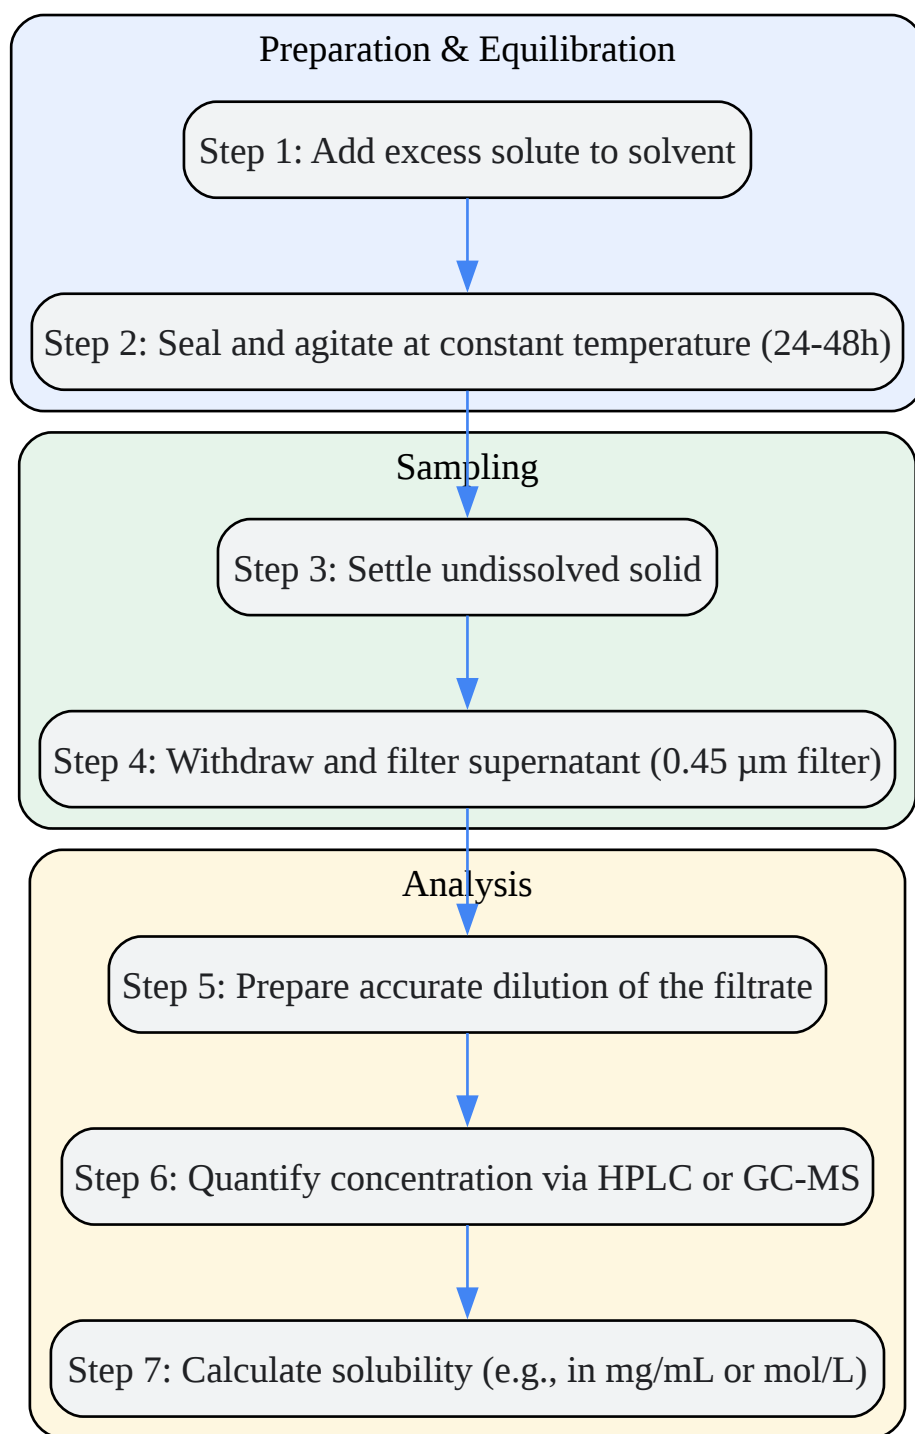 Preparation & Equilibration
Step 1: Add excess solute to solvent
Step 2: Seal and agitate at constant temperature (24-48h)
Sampling
Step 3: Settle undissolved solid
Step 4: Withdraw and filter supernatant (0.45 µm filter)
Analysis
Step 5: Prepare accurate dilution of the filtrate
Step 6: Quantify concentration via HPLC or GC-MS
Step 7: Calculate solubility (e.g., in mg/mL or mol/L)